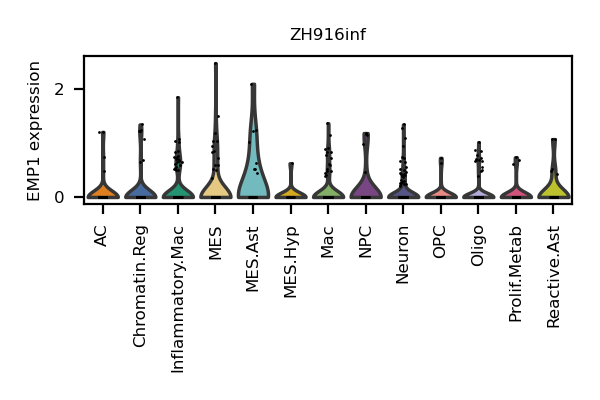 ZH916inf
EMP1 expression
2
0
AC
Chromatin.Reg
Inflammatory.Mac
MES
MES.Ast
MES.Hyp
Mac
NPC
Neuron
OPC
Oligo
Prolif.Metab
Reactive.Ast